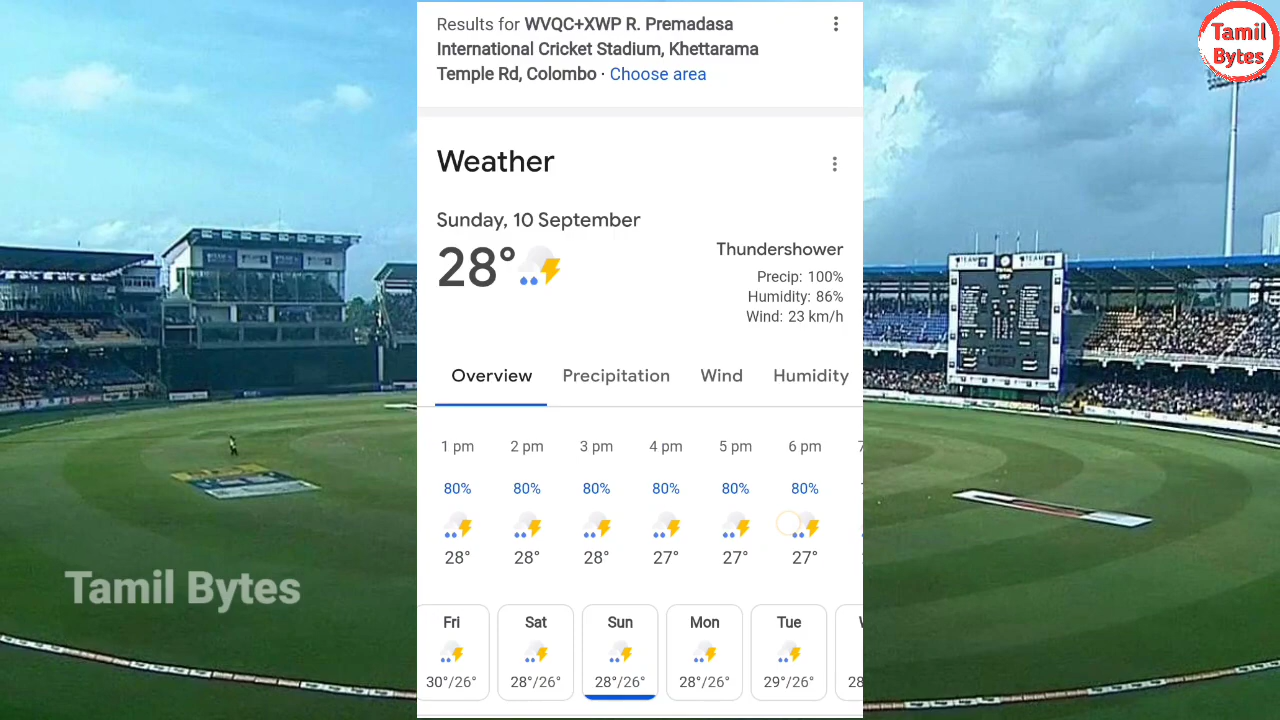 Results for WVQC+XWP R. Premadasa
International Cricket Stadium, Khettarama
Temple Rd, Colombo · Choose area
Tamil
Bytes
Weather
Sunday, 10 September
28°
Thundershower
Precip: 100%
Humidity: 86%
Wind: 23 km/h
Overview Precipitation Wind Humidity
1 pm 2 pm 3 pm 4 pm 5 pm 6 pm 7
80% 80% 80% 80% 80% 80%
28° 28° 28° 27° 27° 27°
Tamil Bytes
Fri Sat Sun Mon Tue
30°/26° 28°/26° 28°/26° 28°/26° 29°/26° 28